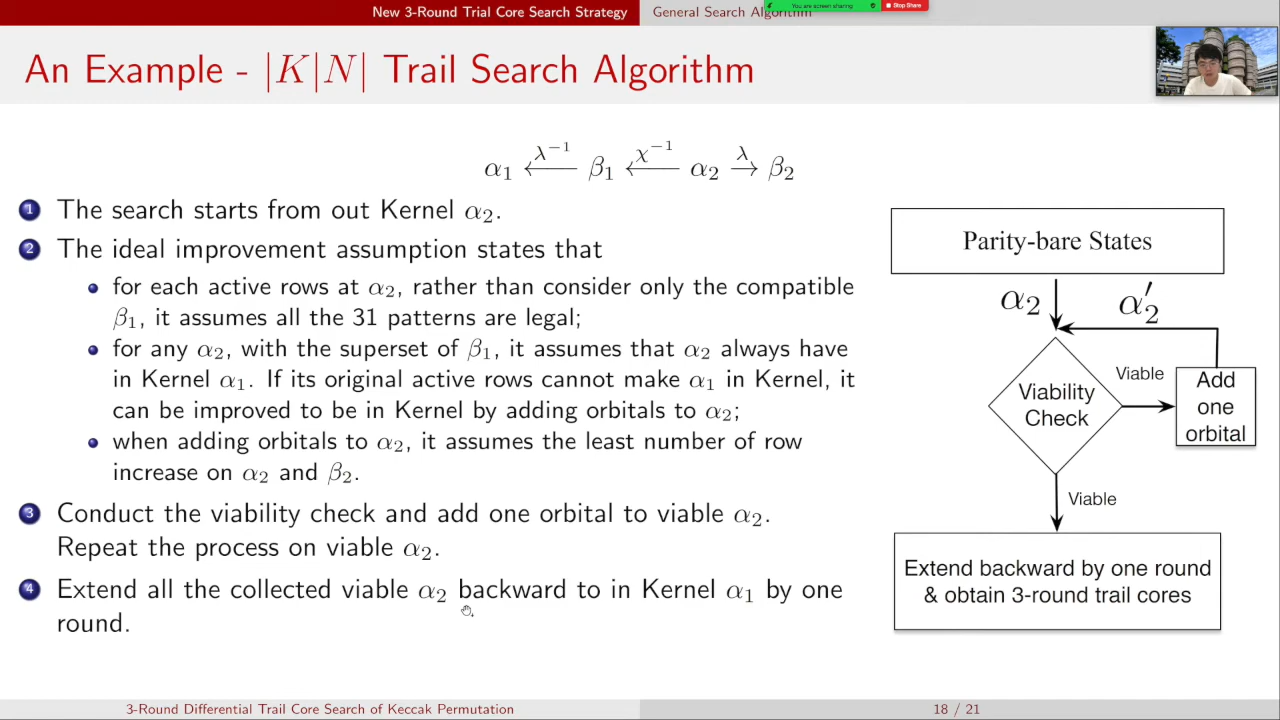 New 3-Round Trial Core Search Strategy
General Search Algorithm
You are screen sharing
Stop Share
An Example - |K|N| Trail Search Algorithm
α₁ ←λ⁻¹— β₁ ←χ⁻¹— α₂ —λ→ β₂
1 The search starts from out Kernel α₂.
2 The ideal improvement assumption states that
for each active rows at α₂, rather than consider only the compatible
β₁, it assumes all the 31 patterns are legal;
for any α₂, with the superset of β₁, it assumes that α₂ always have
in Kernel α₁. If its original active rows cannot make α₁ in Kernel, it
can be improved to be in Kernel by adding orbitals to α₂;
when adding orbitals to α₂, it assumes the least number of row
increase on α₂ and β₂.
3 Conduct the viability check and add one orbital to viable α₂.
Repeat the process on viable α₂.
4 Extend all the collected viable α₂ backward to in Kernel α₁ by one
round.
Parity-bare States
α₂
α₂′
Viability
Check
Viable
Add
one
orbital
Viable
Extend backward by one round
& obtain 3-round trail cores
3-Round Differential Trail Core Search of Keccak Permutation
18 / 21